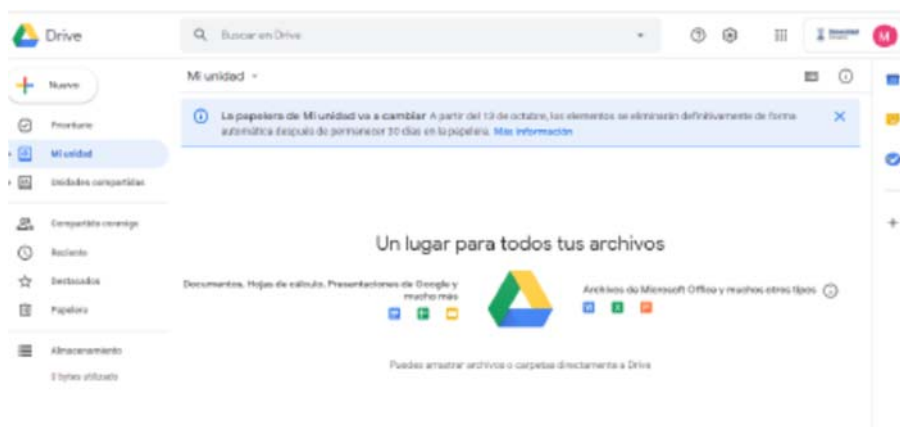 Drive
Buscar en Drive
M
Nuevo
Mi unidad
La papelera de Mi unidad va a cambiar A partir del 13 de octubre, los elementos se eliminarán definitivamente de forma
automática después de permanecer 30 días en la papelera. Más información
Prioritario
Mi unidad
Unidades compartidas
Compartido conmigo
Reciente
Destacados
Papelera
Almacenamiento
0 bytes utilizado
Un lugar para todos tus archivos
Documentos, Hojas de cálculo, Presentaciones de Google y
mucho más
Archivos de Microsoft Office y muchos otros tipos
W X P
Puedes arrastrar archivos o carpetas directamente a Drive